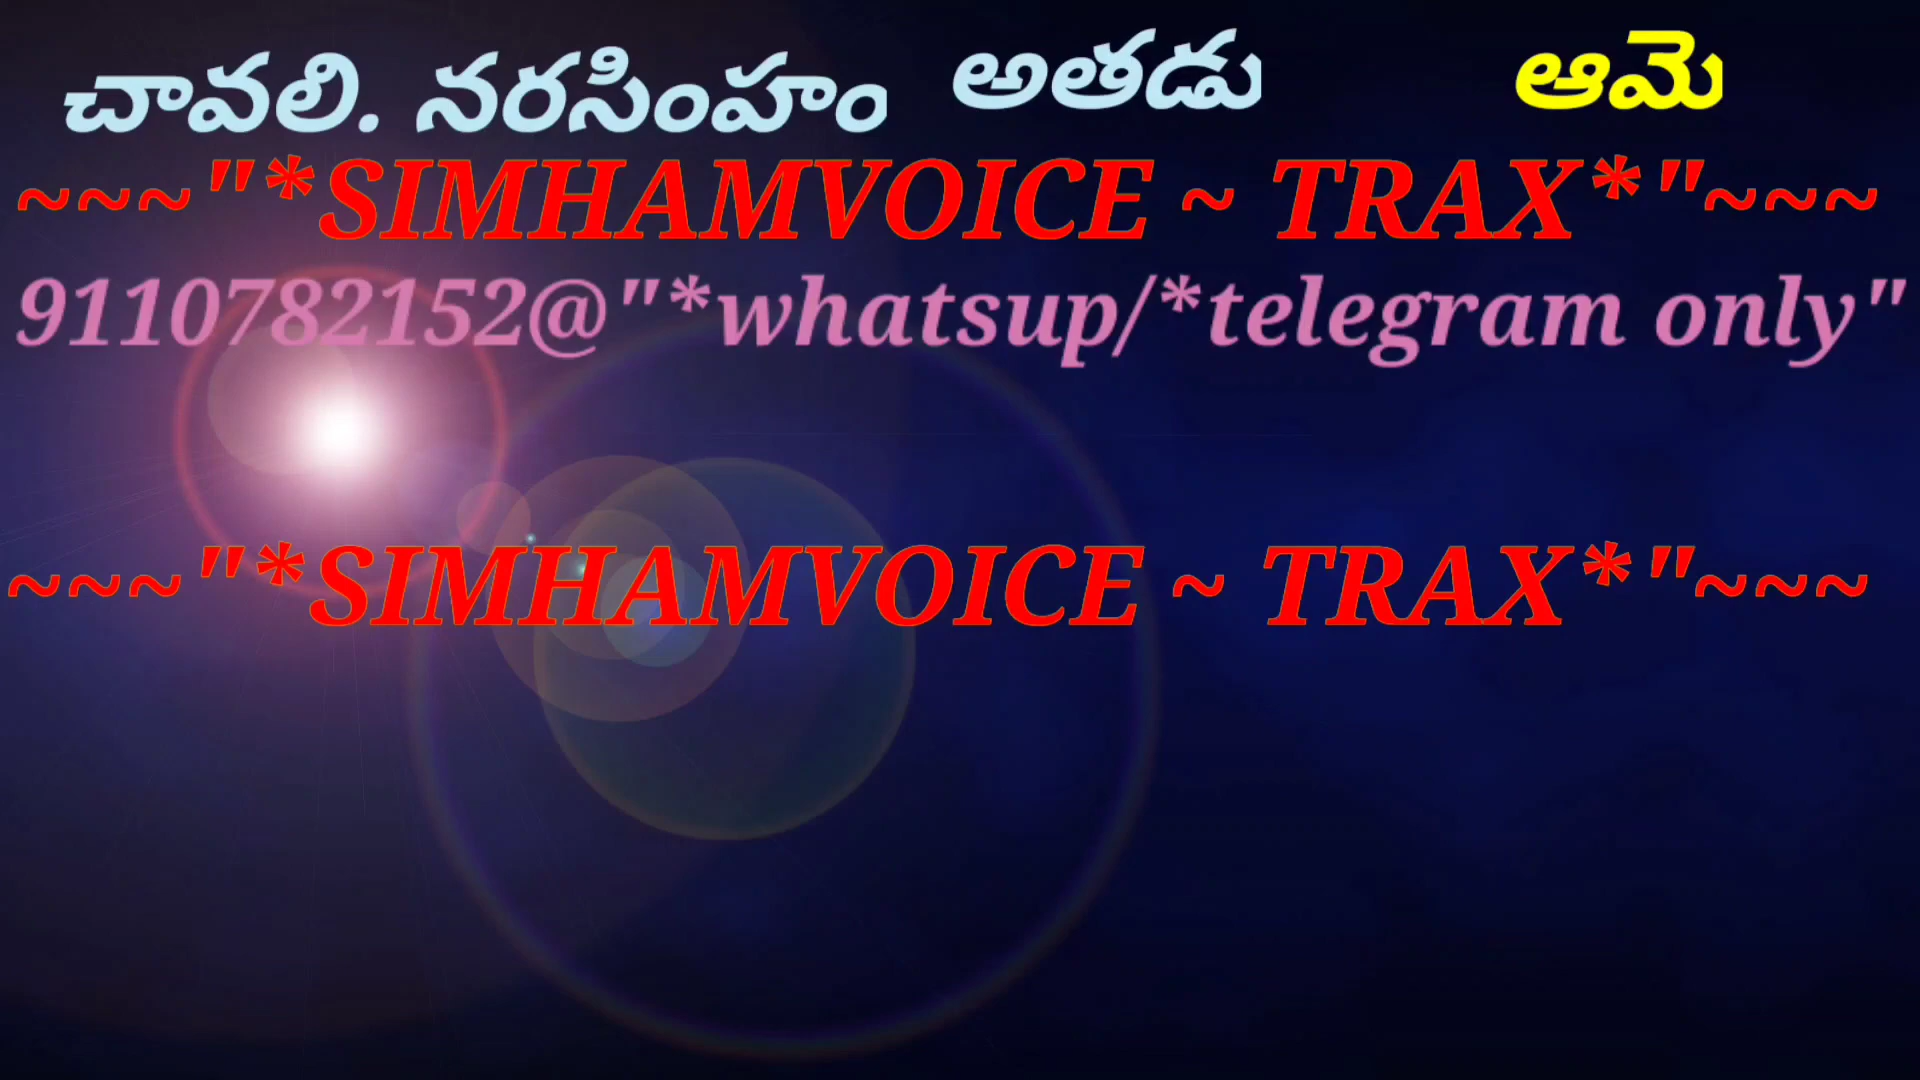 చావలి. నరసింహం అతడు ఆమె
~~~"*SIMHAMVOICE ~ TRAX*"~~~
9110782152@"*whatsup/*telegram only"
~~~"*SIMHAMVOICE ~ TRAX*"~~~